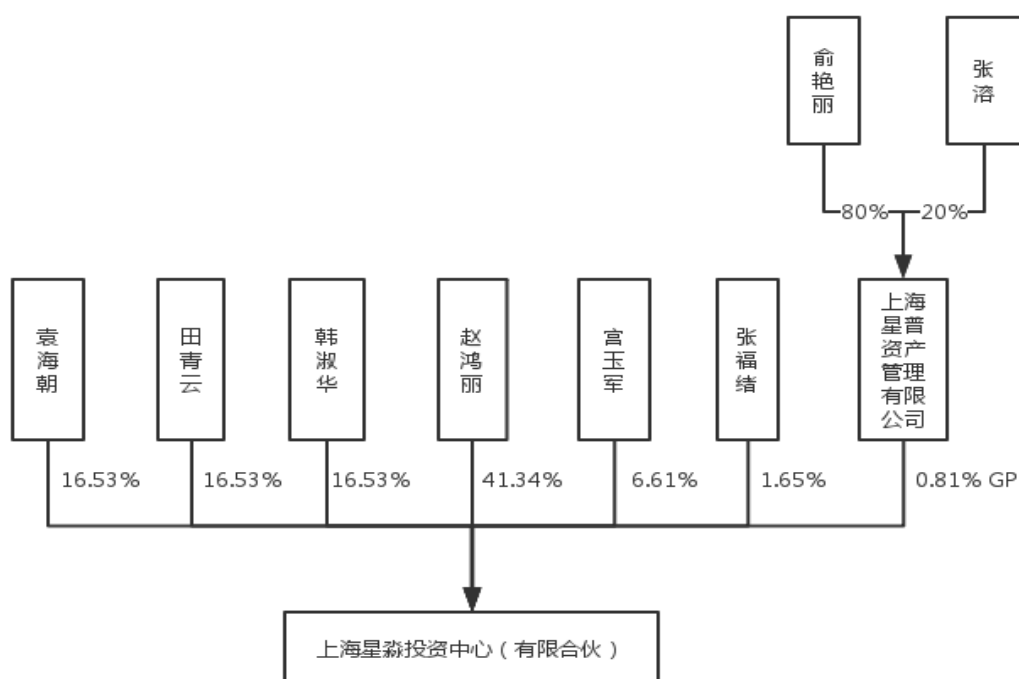 俞艳丽
张溶
80%
20%
袁海朝
田青云
韩淑华
赵鸿丽
宫玉军
张福绪
上海
星普
资产
管理
有限
公司
16.53%
16.53%
16.53%
41.34%
6.61%
1.65%
0.81% GP
上海星淼投资中心（有限合伙）